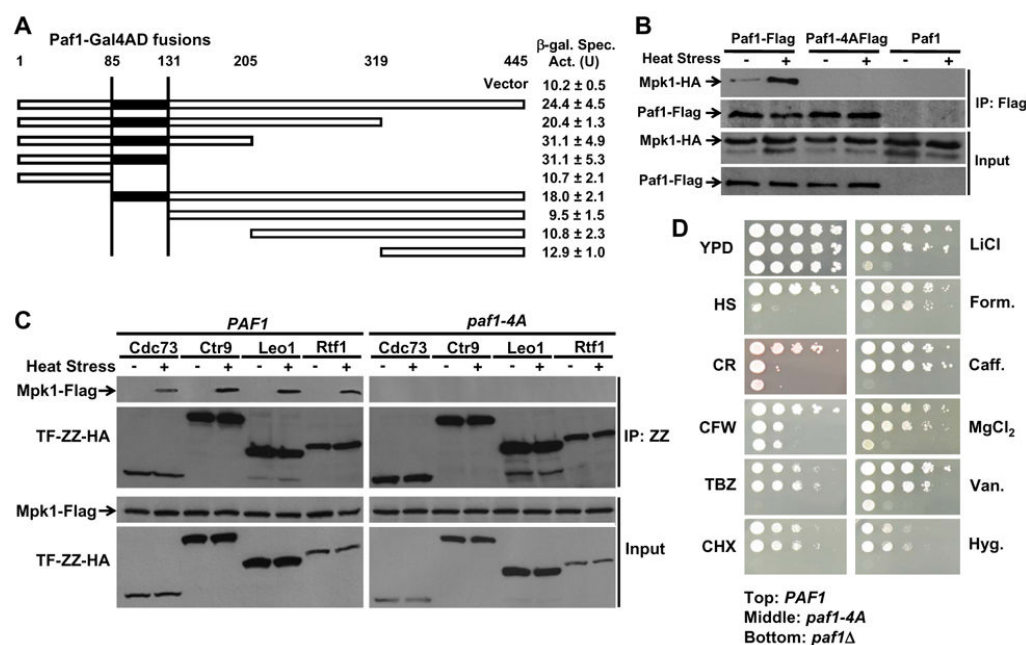 A
Paf1-Gal4AD fusions
1 85 131 205 319 445
β-gal. Spec.
Act. (U)
Vector 10.2 ± 0.5
24.4 ± 4.5
20.4 ± 1.3
31.1 ± 4.9
31.1 ± 5.3
10.7 ± 2.1
18.0 ± 2.1
9.5 ± 1.5
10.8 ± 2.3
12.9 ± 1.0
B
Paf1-Flag Paf1-4AFlag Paf1
Heat Stress - + - + - +
Mpk1-HA
Paf1-Flag
IP: Flag
Mpk1-HA
Paf1-Flag
Input
C
PAF1 paf1-4A
Cdc73 Ctr9 Leo1 Rtf1 Cdc73 Ctr9 Leo1 Rtf1
Heat Stress - + - + - + - + - + - + - + - +
Mpk1-Flag
TF-ZZ-HA
IP: ZZ
Mpk1-Flag
TF-ZZ-HA
Input
D
YPD LiCl
HS Form.
CR Caff.
CFW MgCl2
TBZ Van.
CHX Hyg.
Top: PAF1
Middle: paf1-4A
Bottom: paf1Δ